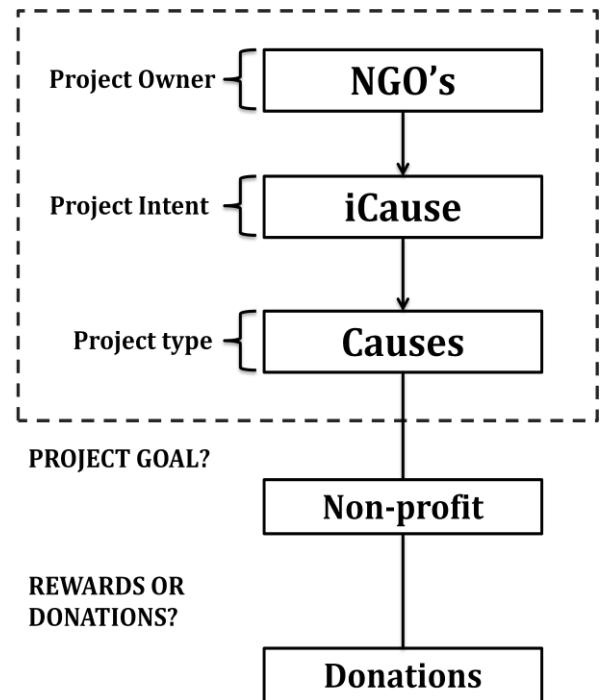 Project Owner
NGO's
Project Intent
iCause
Project type
Causes
PROJECT GOAL?
Non-profit
REWARDS OR
DONATIONS?
Donations